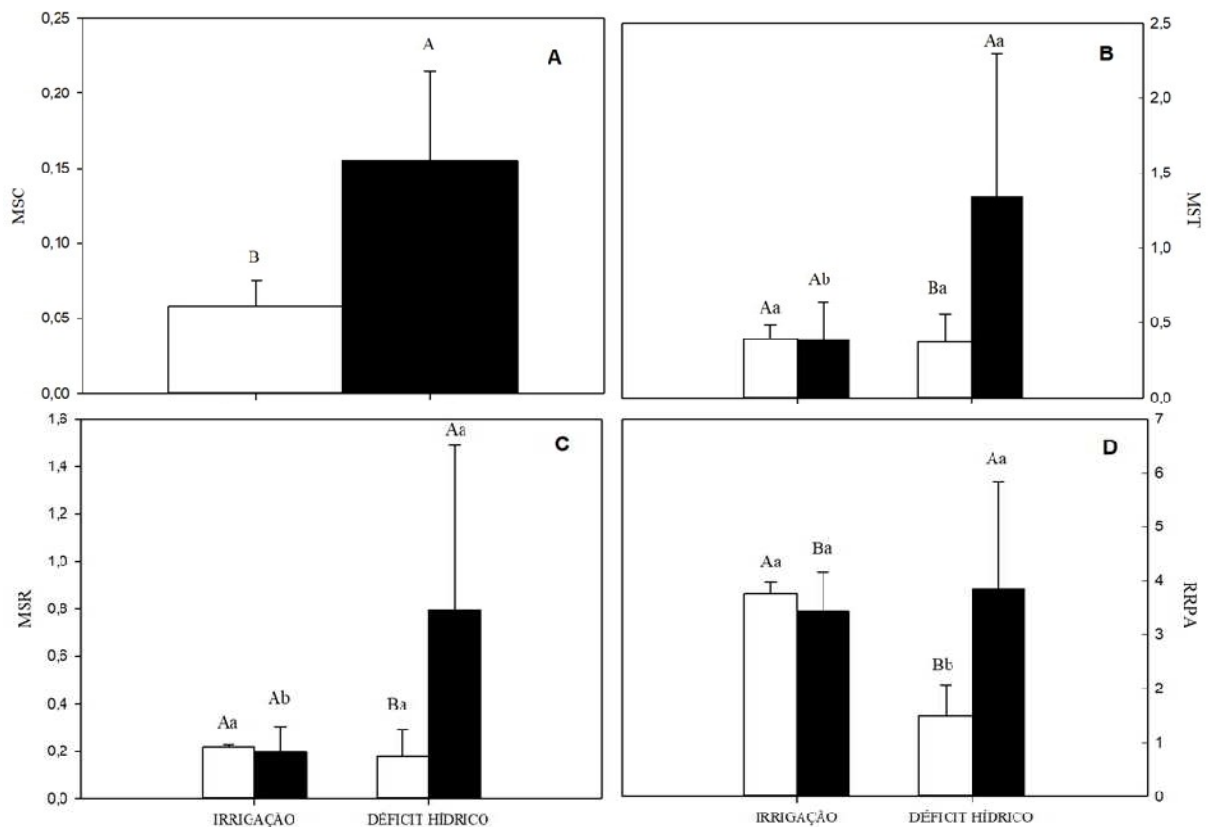 0,25
0,20
0,15
0,10
0,05
0,00
MSC
A
B
A
2,5
2,0
1,5
1,0
0,5
0,0
MST
B
Aa
Ab
Ba
Aa
1,8
1,4
1,2
1,0
0,8
0,6
0,4
0,2
0,0
MSR
C
Aa
Ab
Ba
Aa
IRRIGAÇÃO
DÉFICIT HÍDRICO
7
6
5
4
3
2
1
0
RRPA
D
Aa
Ba
Bb
Aa
IRRIGAÇÃO
DÉFICIT HÍDRICO